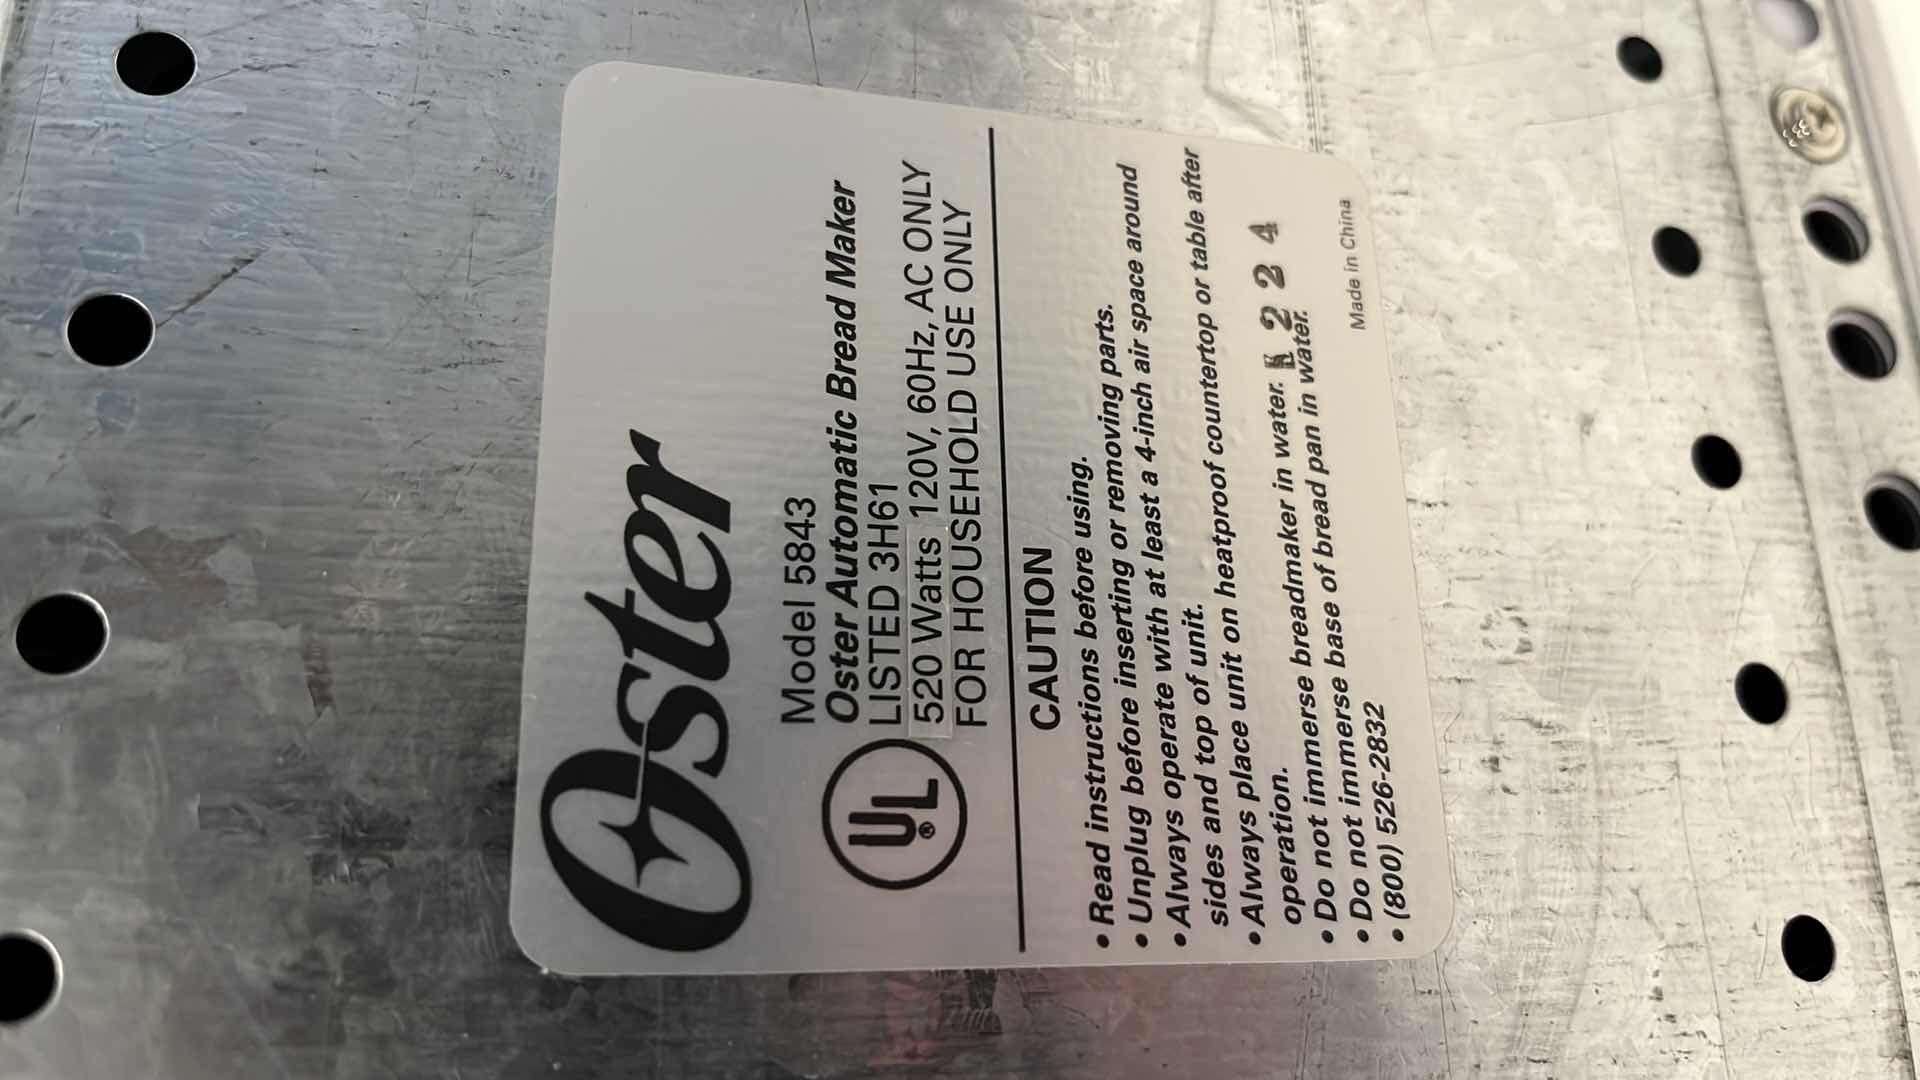 Oster
Model 5843
Oster Automatic Bread Maker
LISTED 3H61
520 Watts 120V, 60Hz, AC ONLY
FOR HOUSEHOLD USE ONLY
UL®
CAUTION
• Read instructions before using.
• Unplug before inserting or removing parts.
• Always operate with at least a 4-inch air space around
sides and top of unit.
• Always place unit on heatproof countertop or table after
operation.
• Do not immerse breadmaker in water.
• Do not immerse base of bread pan in water.
• (800) 526-2832
2 2 4
Made in China